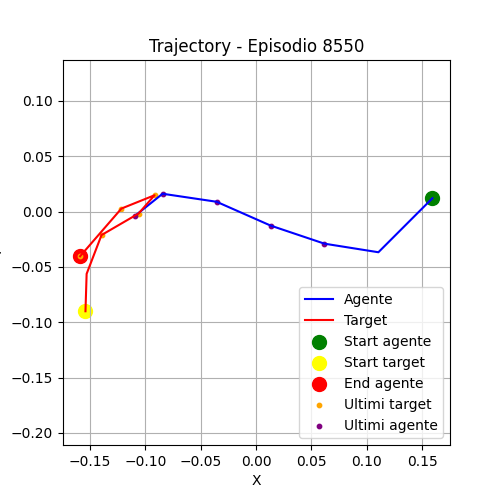 Trajectory - Episodio 8550
0.10
0.05
0.00
−0.05
−0.10
−0.15
−0.20
−0.15
−0.10
−0.05
0.00
0.05
0.10
0.15
X
Agente
Target
Start agente
Start target
End agente
Ultimi target
Ultimi agente